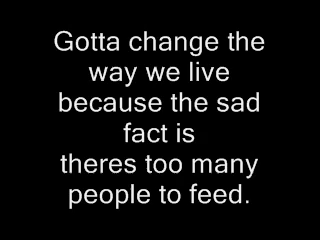 Gotta change the
way we live
because the sad
fact is
theres too many
people to feed.